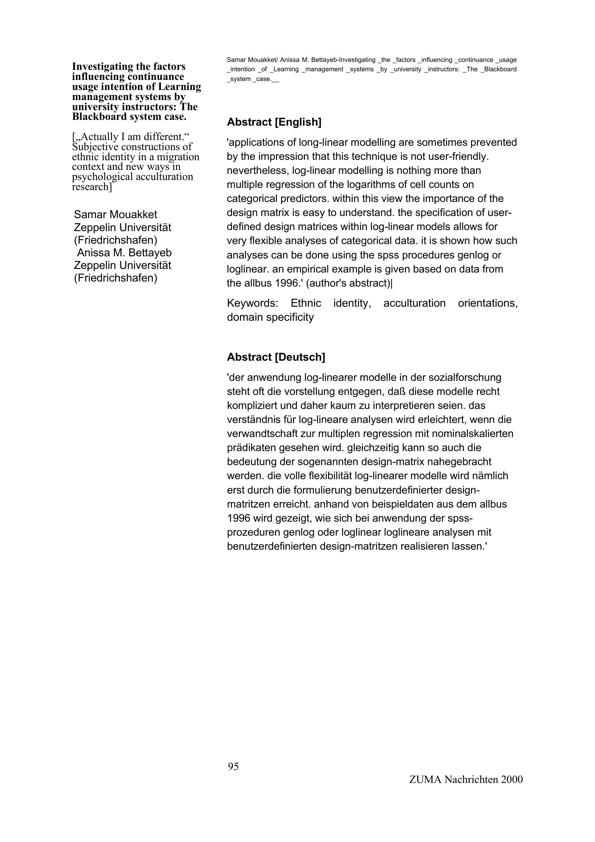 Investigating the factors
influencing continuance
usage intention of Learning
management systems by
university instructors: The
Blackboard system case.
[„Actually I am different.“
Subjective constructions of
ethnic identity in a migration
context and new ways in
psychological acculturation
research]
Samar Mouakket
Zeppelin Universität
(Friedrichshafen)
Anissa M. Bettayeb
Zeppelin Universität
(Friedrichshafen)
Samar Mouakket/ Anissa M. Bettayeb-Investigating _the _factors _influencing _continuance _usage
_intention _of _Learning _management _systems _by _university _instructors: _The _Blackboard
_system _case.__
Abstract [English]
'applications of long-linear modelling are sometimes prevented
by the impression that this technique is not user-friendly.
nevertheless, log-linear modelling is nothing more than
multiple regression of the logarithms of cell counts on
categorical predictors. within this view the importance of the
design matrix is easy to understand. the specification of user-
defined design matrices within log-linear models allows for
very flexible analyses of categorical data. it is shown how such
analyses can be done using the spss procedures genlog or
loglinear. an empirical example is given based on data from
the allbus 1996.' (author's abstract)|
Keywords: Ethnic identity, acculturation orientations,
domain specificity
Abstract [Deutsch]
'der anwendung log-linearer modelle in der sozialforschung
steht oft die vorstellung entgegen, daß diese modelle recht
kompliziert und daher kaum zu interpretieren seien. das
verständnis für log-lineare analysen wird erleichtert, wenn die
verwandtschaft zur multiplen regression mit nominalskalierten
prädikaten gesehen wird. gleichzeitig kann so auch die
bedeutung der sogenannten design-matrix nahegebracht
werden. die volle flexibilität log-linearer modelle wird nämlich
erst durch die formulierung benutzerdefinierter design-
matritzen erreicht. anhand von beispieldaten aus dem allbus
1996 wird gezeigt, wie sich bei anwendung der spss-
prozeduren genlog oder loglinear loglineare analysen mit
benutzerdefinierten design-matritzen realisieren lassen.'
95
ZUMA Nachrichten 2000